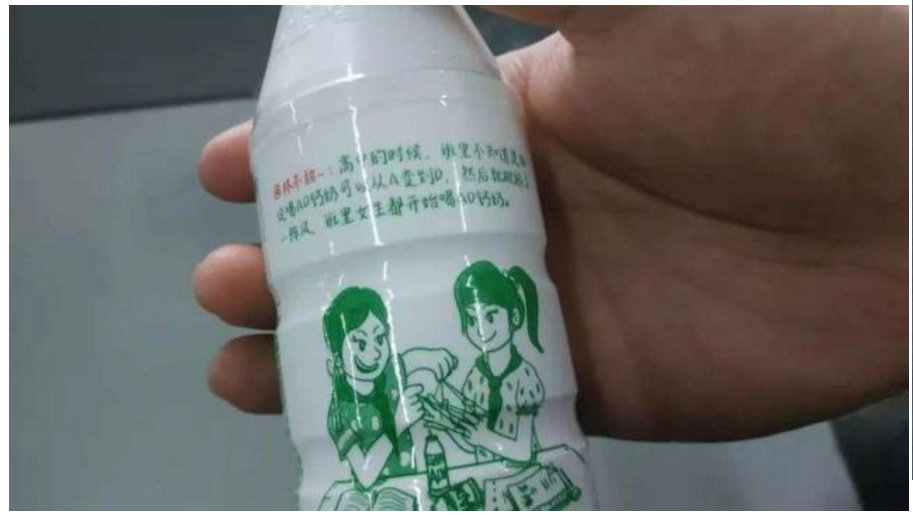 高中的时候,班里不知道是
说喝AD钙奶可以从A变到D,然后就
一阵风,班里女生都开始喝AD钙奶。